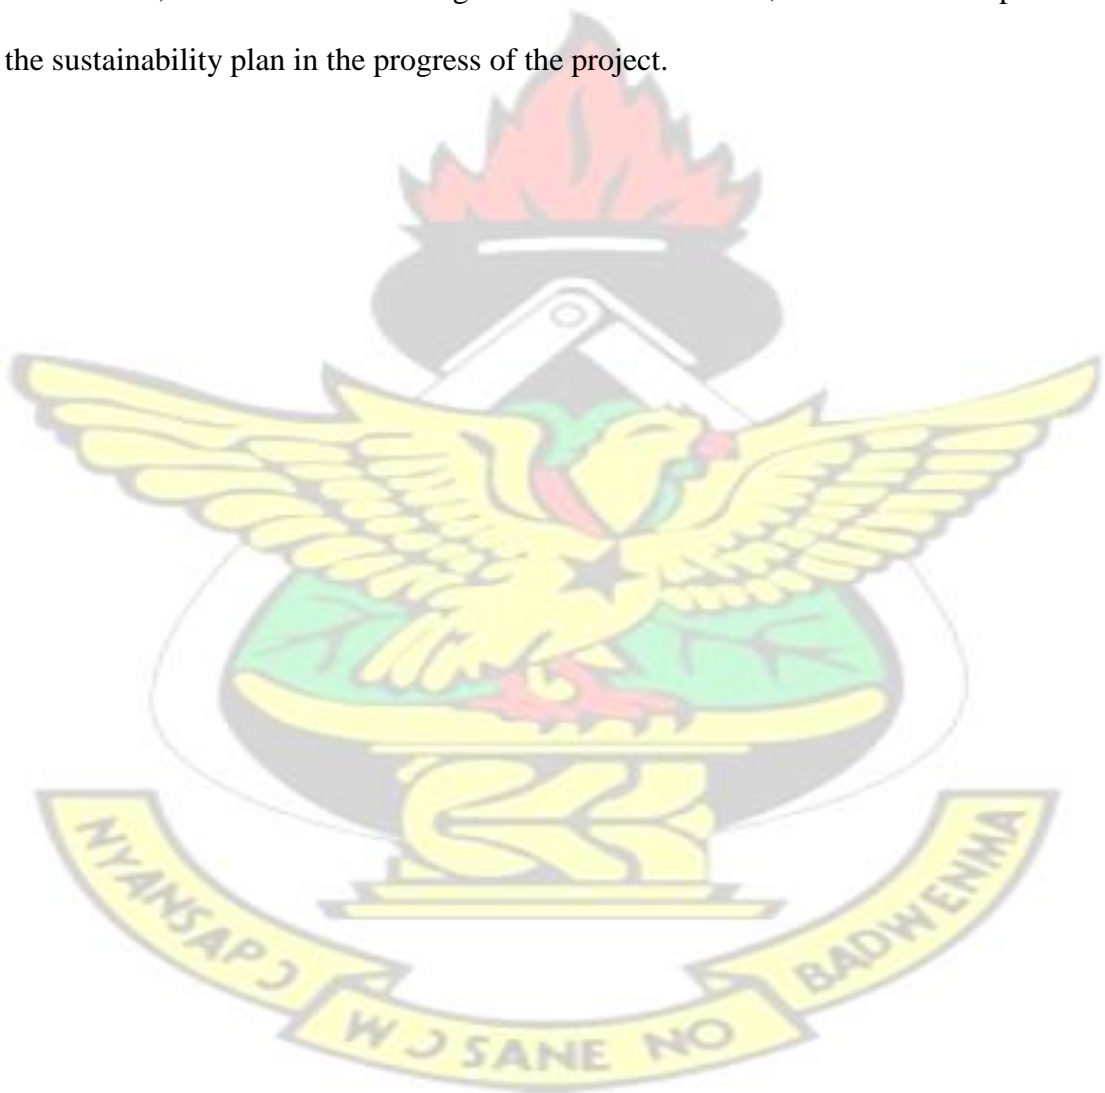 the sustainability plan in the progress of the project.
NYANSAPƆ
WƆSANE NO
BADWENMA